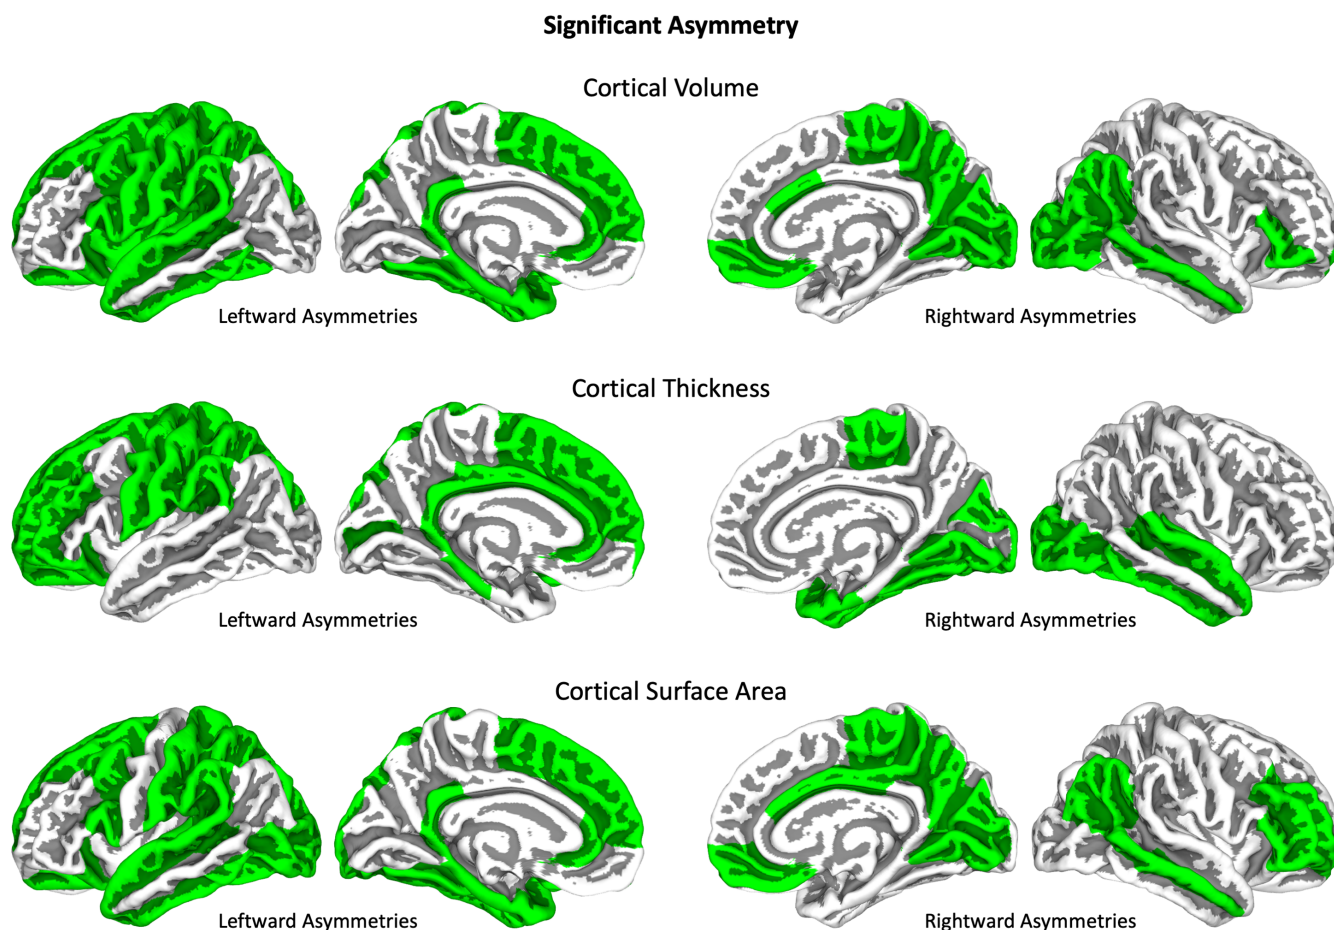 Significant Asymmetry
Cortical Volume
Leftward Asymmetries
Rightward Asymmetries
Cortical Thickness
Leftward Asymmetries
Rightward Asymmetries
Cortical Surface Area
Leftward Asymmetries
Rightward Asymmetries